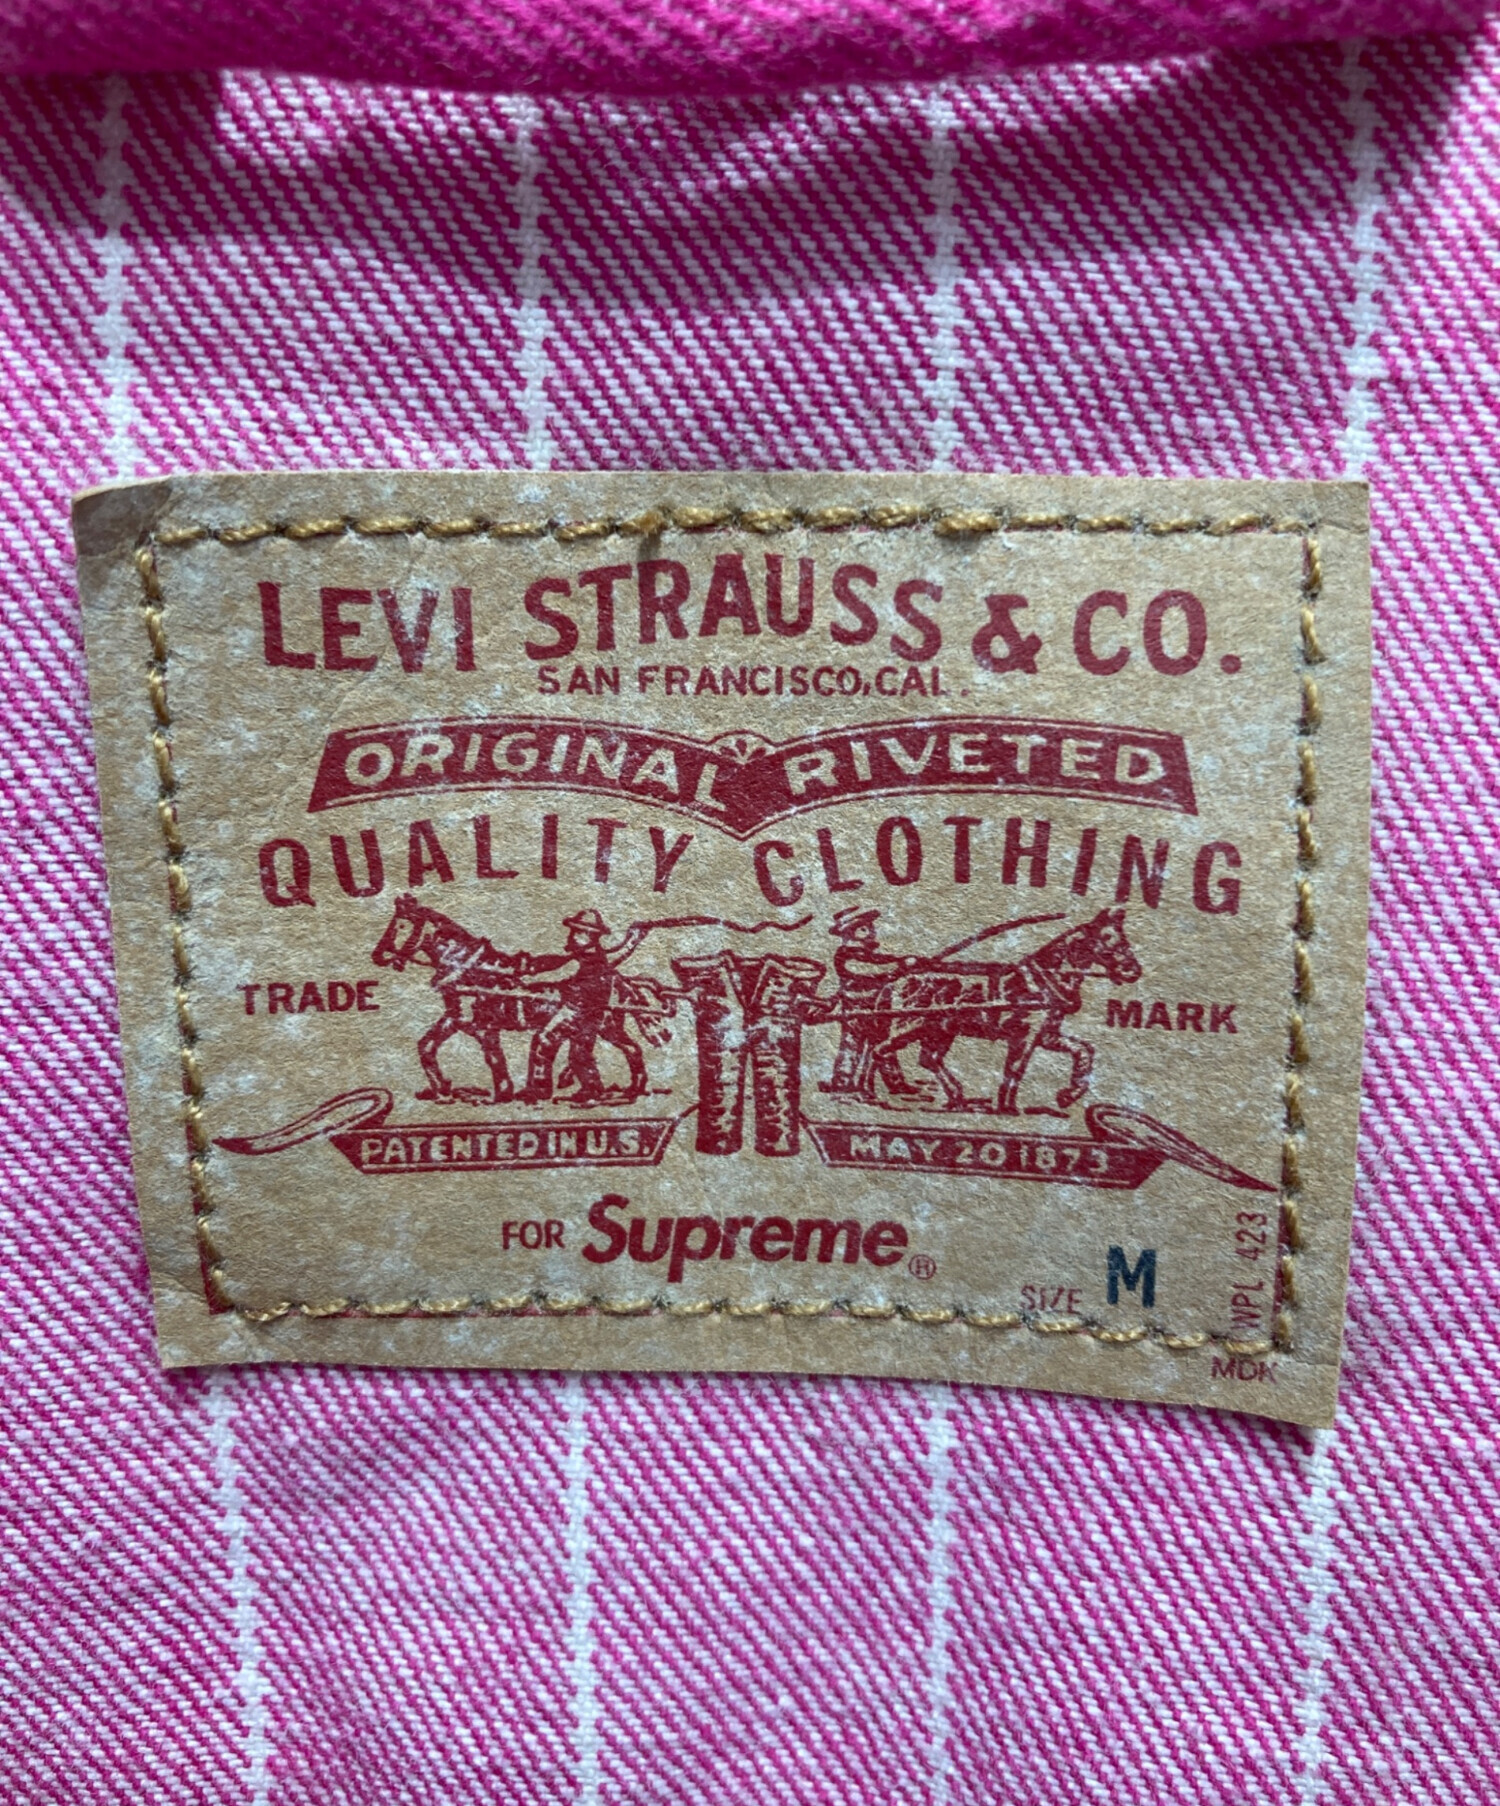 LEVI STRAUSS & CO.
SAN FRANCISCO, CAL.
ORIGINAL RIVETED
QUALITY CLOTHING
TRADE MARK
PATENTED IN U.S. MAY 20 1873
FOR Supreme®
SIZE M
WPL 423
MDK